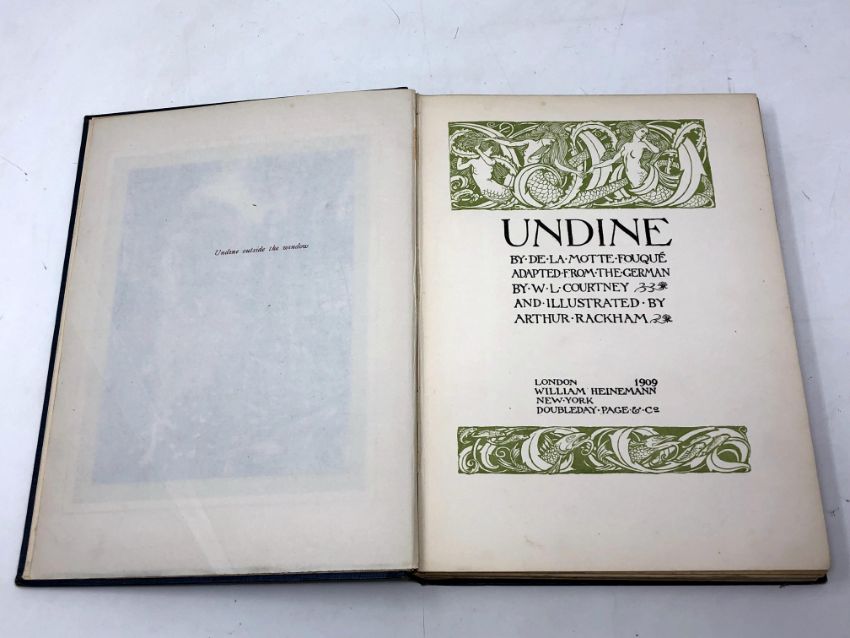 Undine outside the window
UNDINE
BY·DE·LA·MOTTE·FOUQUÉ
ADAPTED·FROM·THE·GERMAN
BY·W·L·COURTNEY
AND·ILLUSTRATED·BY
ARTHUR·RACKHAM
LONDON 1909
WILLIAM HEINEMANN
NEW·YORK
DOUBLEDAY·PAGE·&·Co